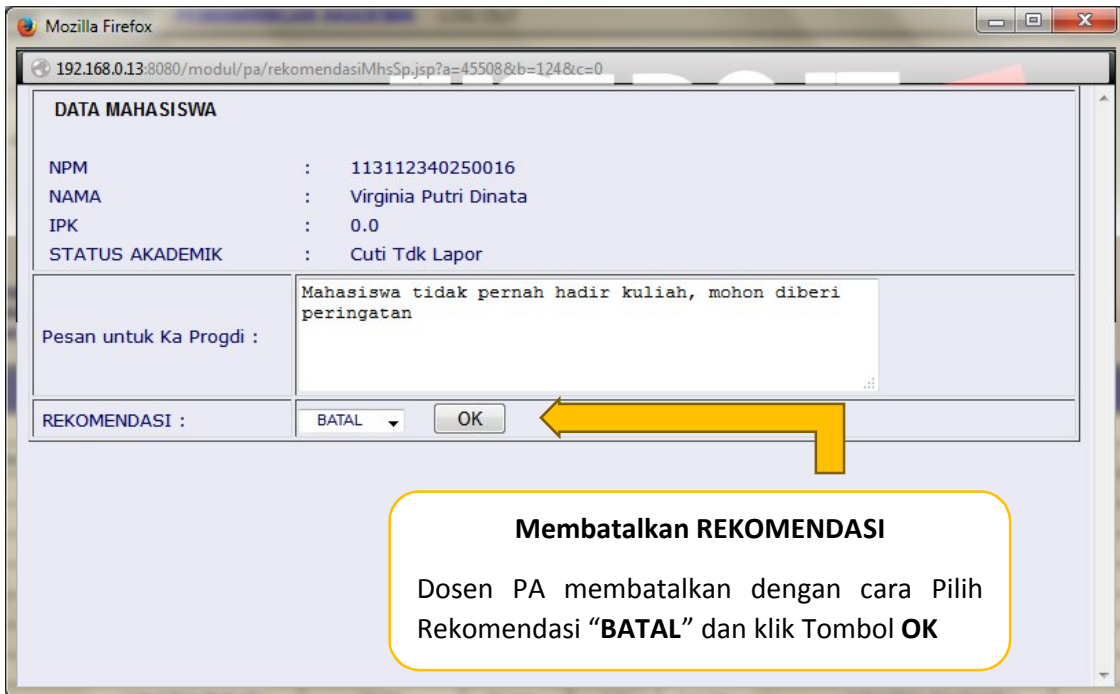 Mozilla Firefox
192.168.0.13:8080/modul/pa/rekomendasiMhsSp.jsp?a=45508&b=124&c=0
DATA MAHASISWA
NPM : 113112340250016
NAMA : Virginia Putri Dinata
IPK : 0.0
STATUS AKADEMIK : Cuti Tdk Lapor
Pesan untuk Ka Progdi :
Mahasiswa tidak pernah hadir kuliah, mohon diberi
peringatan
REKOMENDASI : BATAL OK
Membatalkan REKOMENDASI
Dosen PA membatalkan dengan cara Pilih
Rekomendasi “BATAL” dan klik Tombol OK